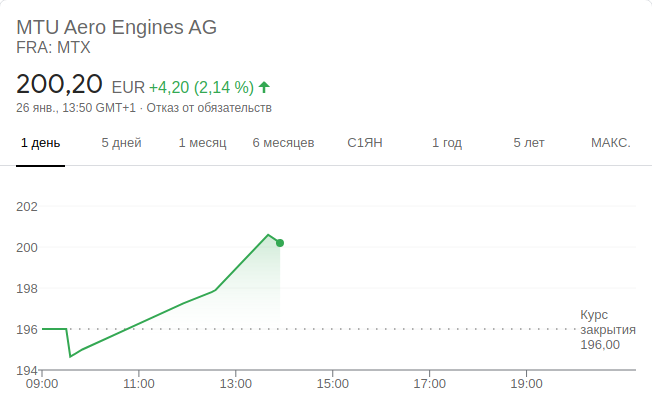 MTU Aero Engines AG
FRA: MTX
200,20 EUR +4,20 (2,14 %)
26 янв., 13:50 GMT+1 · Отказ от обязательств
1 день 5 дней 1 месяц 6 месяцев С1ЯН 1 год 5 лет МАКС.
202
200
198
196
Курс
закрытия
196,00
194
09:00 11:00 13:00 15:00 17:00 19:00